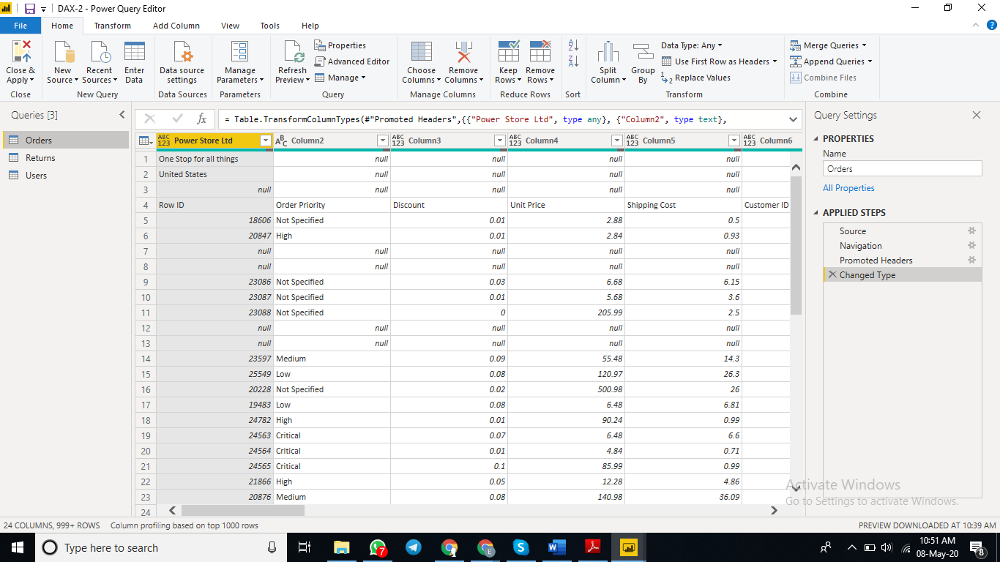 DAX-2 - Power Query Editor
File Home Transform Add Column View Tools Help
Close & Apply
Close
New Source
Recent Sources
Enter Data
New Query
Data source settings
Data Sources
Manage Parameters
Parameters
Refresh Preview
Properties
Advanced Editor
Manage
Query
Choose Columns
Remove Columns
Manage Columns
Keep Rows
Remove Rows
Reduce Rows
Sort
Split Column
Group By
Data Type: Any
Use First Row as Headers
Replace Values
Transform
Merge Queries
Append Queries
Combine Files
Combine
Queries [3]
Orders
Returns
Users
= Table.TransformColumnTypes(#"Promoted Headers",{{"Power Store Ltd", type any}, {"Column2", type text},
ABC 123 Power Store Ltd ABC Column2 ABC 123 Column3 ABC 123 Column4 ABC 123 Column5 ABC 123 Column6
1 One Stop for all things null null null null
2 United States null null null null
3 null null null null null
4 Row ID Order Priority Discount Unit Price Shipping Cost Customer ID
5 18606 Not Specified 0.01 2.88 0.5
6 20847 High 0.01 2.84 0.93
7 null null null null null
8 null null null null null
9 23086 Not Specified 0.03 6.68 6.15
10 23087 Not Specified 0.01 5.68 3.6
11 23088 Not Specified 0 205.99 2.5
12 null null null null null
13 null null null null null
14 23597 Medium 0.09 55.48 14.3
15 25549 Low 0.08 120.97 26.3
16 20228 Not Specified 0.02 500.98 26
17 19483 Low 0.08 6.48 6.81
18 24782 High 0.01 90.24 0.99
19 24563 Critical 0.07 6.48 6.6
20 24564 Critical 0.01 4.84 0.71
21 24565 Critical 0.1 85.99 0.99
22 21866 High 0.05 12.28 4.86
23 20876 Medium 0.08 140.98 36.09
24
Query Settings
PROPERTIES
Name
Orders
All Properties
APPLIED STEPS
Source
Navigation
Promoted Headers
Changed Type
Activate Windows
Go to Settings to activate Windows.
24 COLUMNS, 999+ ROWS Column profiling based on top 1000 rows
PREVIEW DOWNLOADED AT 10:39 AM
Type here to search
7
E
10:51 AM
08-May-20
8